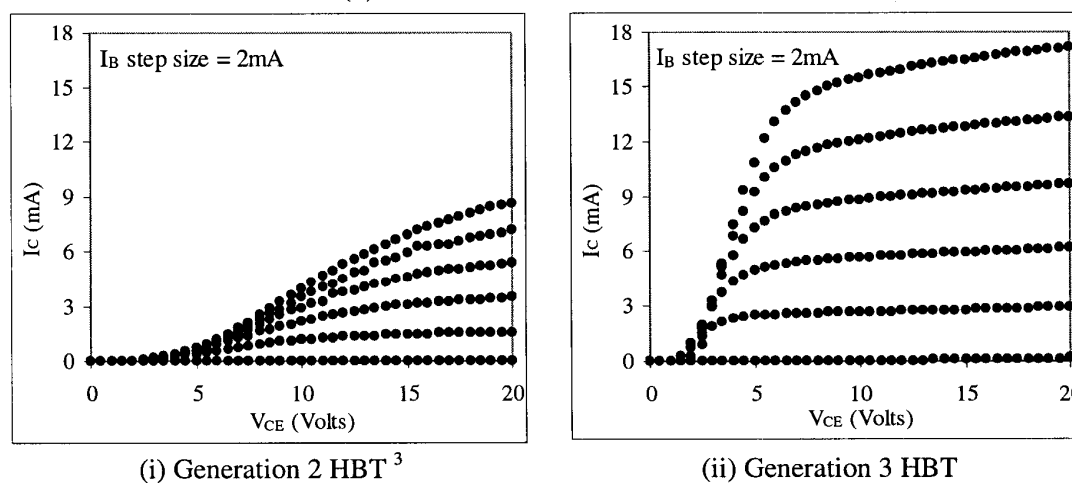 18
I_B step size = 2mA
15
12
9
6
3
0
I_C (mA)
0 5 10 15 20
V_CE (Volts)
(i) Generation 2 HBT ³
18
I_B step size = 2mA
15
12
9
6
3
0
I_C (mA)
0 5 10 15 20
V_CE (Volts)
(ii) Generation 3 HBT